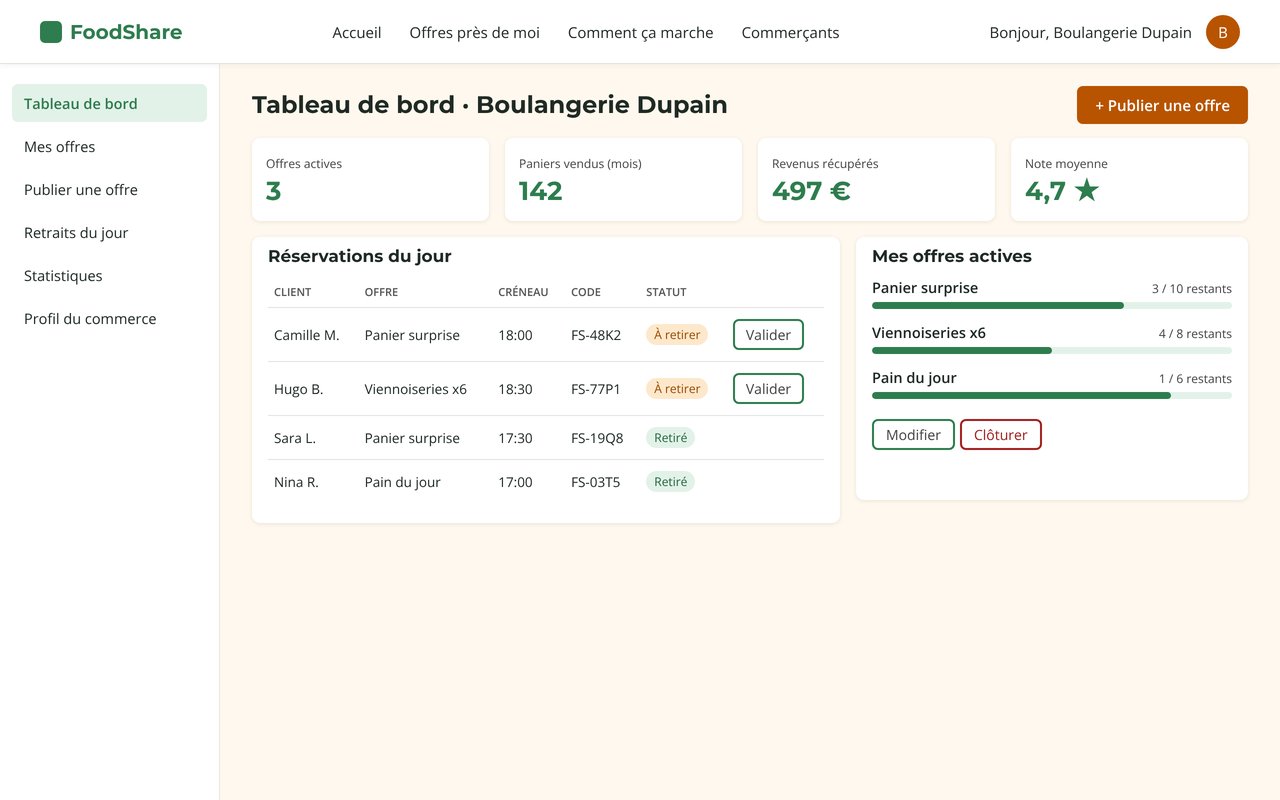 FoodShare
Accueil Offres près de moi Comment ça marche Commerçants
Bonjour, Boulangerie Dupain B
Tableau de bord
Mes offres
Publier une offre
Retraits du jour
Statistiques
Profil du commerce
Tableau de bord · Boulangerie Dupain
+ Publier une offre
Offres actives
3
Paniers vendus (mois)
142
Revenus récupérés
497 €
Note moyenne
4,7 ★
Réservations du jour
CLIENT OFFRE CRÉNEAU CODE STATUT
Camille M. Panier surprise 18:00 FS-48K2 À retirer Valider
Hugo B. Viennoiseries x6 18:30 FS-77P1 À retirer Valider
Sara L. Panier surprise 17:30 FS-19Q8 Retiré
Nina R. Pain du jour 17:00 FS-03T5 Retiré
Mes offres actives
Panier surprise 3 / 10 restants
Viennoiseries x6 4 / 8 restants
Pain du jour 1 / 6 restants
Modifier Clôturer